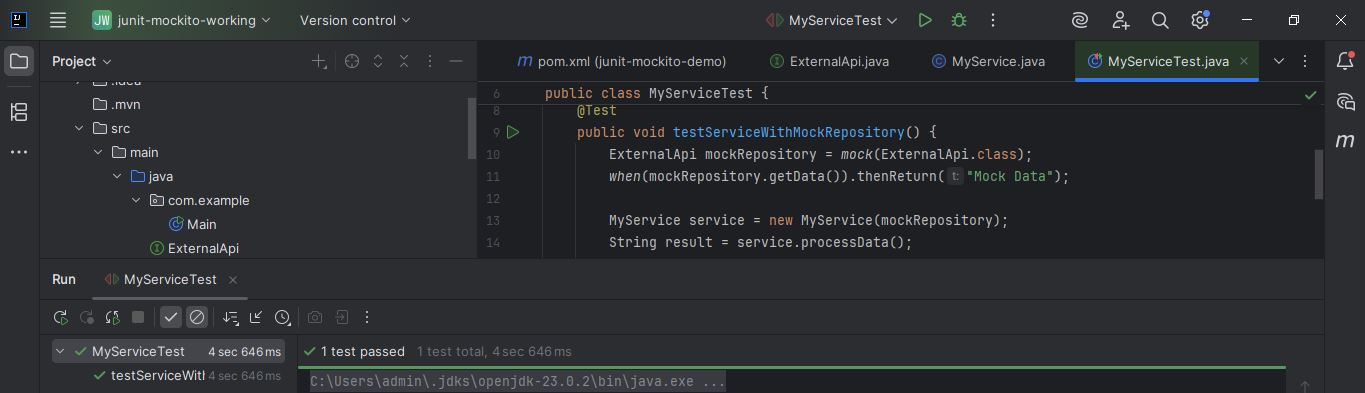 JW junit-mockito-working Version control MyServiceTest
Project
pom.xml (junit-mockito-demo) ExternalApi.java MyService.java MyServiceTest.java
.idea
.mvn
src
main
java
com.example
Main
ExternalApi
6 public class MyServiceTest {
8 @Test
9 public void testServiceWithMockRepository() {
10 ExternalApi mockRepository = mock(ExternalApi.class);
11 when(mockRepository.getData()).thenReturn( t: "Mock Data");
12
13 MyService service = new MyService(mockRepository);
14 String result = service.processData();
Run MyServiceTest
MyServiceTest 4 sec 646 ms
testServiceWith 4 sec 646 ms
1 test passed 1 test total, 4 sec 646 ms
C:\Users\admin\.jdks\openjdk-23.0.2\bin\java.exe ...